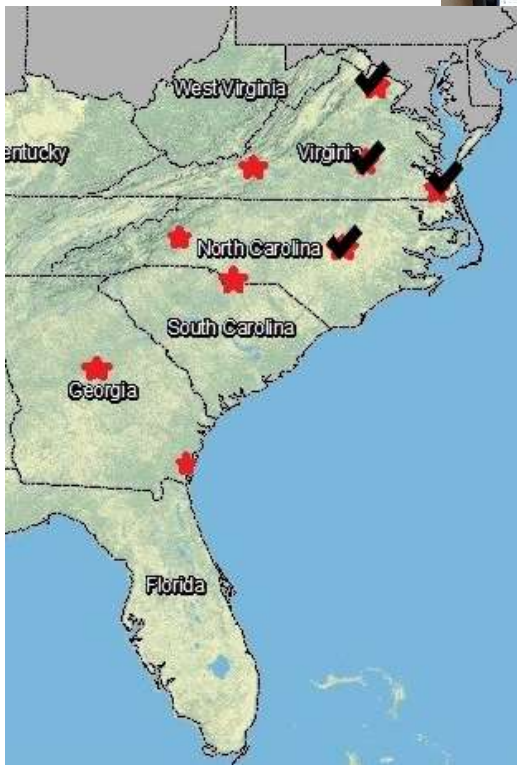 West Virginia
entucky
Virginia
North Carolina
South Carolina
Georgia
Florida